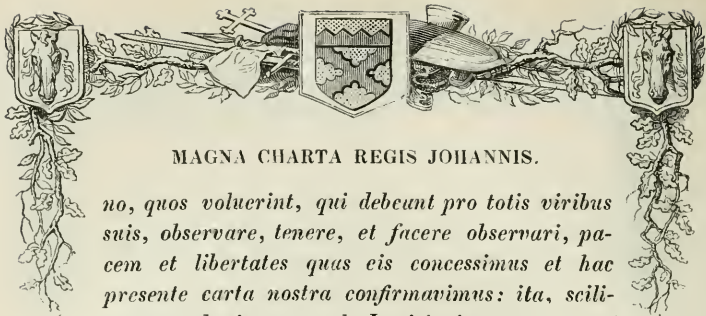 MAGNA CHARTA REGIS JOHANNIS.
no, quos voluerint, qui debeant pro totis viribus
suis, observare, tenere, et facere observari, pa-
cem et libertates quas eis concessimus et hac
presente carta nostra confirmavimus: ita, scili-